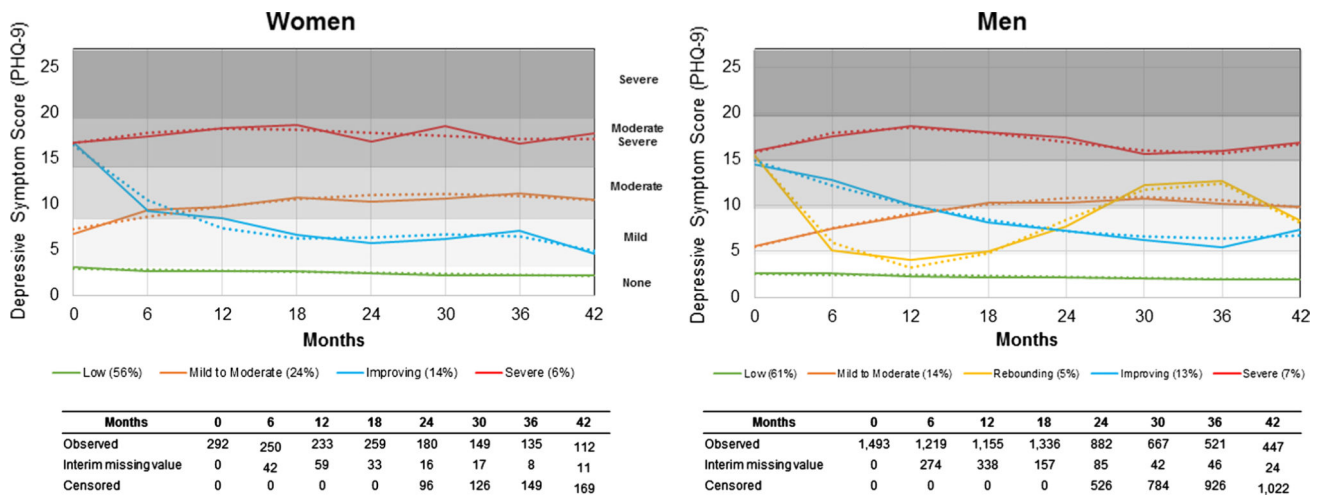 Women
Depressive Symptom Score (PHQ-9)
25
20
15
10
5
0
Severe
Moderate
Severe
Moderate
Mild
None
0 6 12 18 24 30 36 42
Months
Low (56%) Mild to Moderate (24%) Improving (14%) Severe (6%)
Months 0 6 12 18 24 30 36 42
Observed 292 250 233 259 180 149 135 112
Interim missing value 0 42 59 33 16 17 8 11
Censored 0 0 0 0 96 126 149 169
Men
Depressive Symptom Score (PHQ-9)
25
20
15
10
5
0
0 6 12 18 24 30 36 42
Months
Low (61%) Mild to Moderate (14%) Rebounding (5%) Improving (13%) Severe (7%)
Months 0 6 12 18 24 30 36 42
Observed 1,493 1,219 1,155 1,336 882 667 521 447
Interim missing value 0 274 338 157 85 42 46 24
Censored 0 0 0 0 526 784 926 1,022